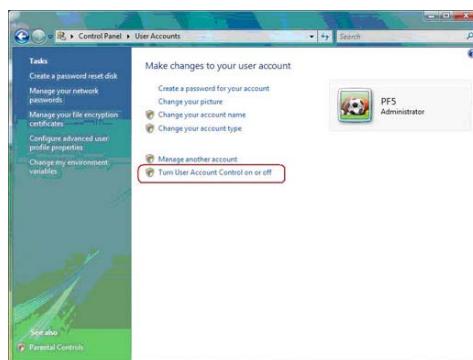 Control Panel ▸ User Accounts
Search
Tasks
Create a password reset disk
Manage your network
passwords
Manage your file encryption
certificates
Configure advanced user
profile properties
Change my environment
variables
See also
Parental Controls
Make changes to your user account
Create a password for your account
Change your picture
Change your account name
Change your account type
Manage another account
Turn User Account Control on or off
PF5
Administrator